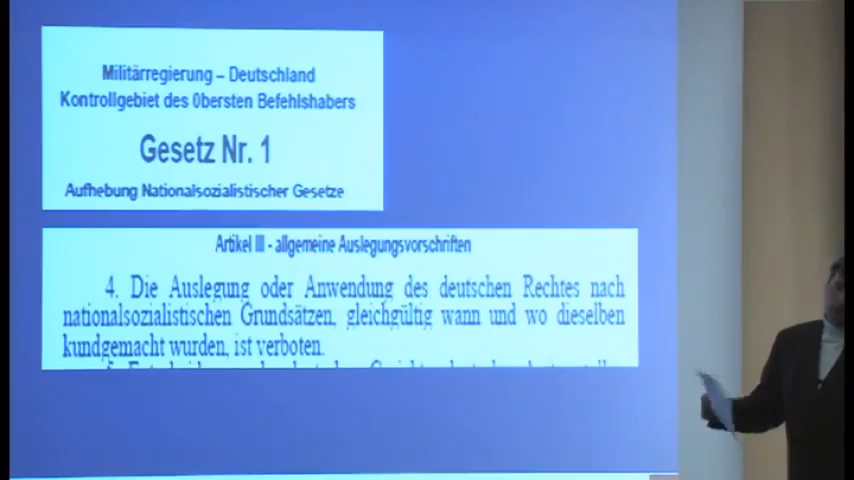 Militärregierung – Deutschland
Kontrollgebiet des 0bersten Befehlshabers
Gesetz Nr. 1
Aufhebung Nationalsozialistischer Gesetze
Artikel III - allgemeine Auslegungsvorschriften
4. Die Auslegung oder Anwendung des deutschen Rechtes nach
nationalsozialistischen Grundsätzen, gleichgültig wann und wo dieselben
kundgemacht wurden, ist verboten.